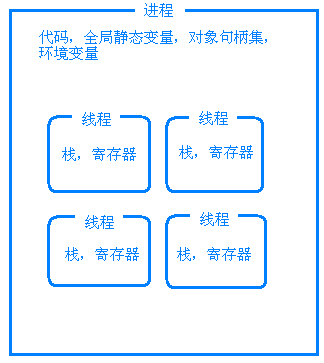 进程
代码，全局静态变量，对象句柄集，
环境变量
线程
栈，寄存器
线程
栈，寄存器
线程
栈，寄存器
线程
栈，寄存器